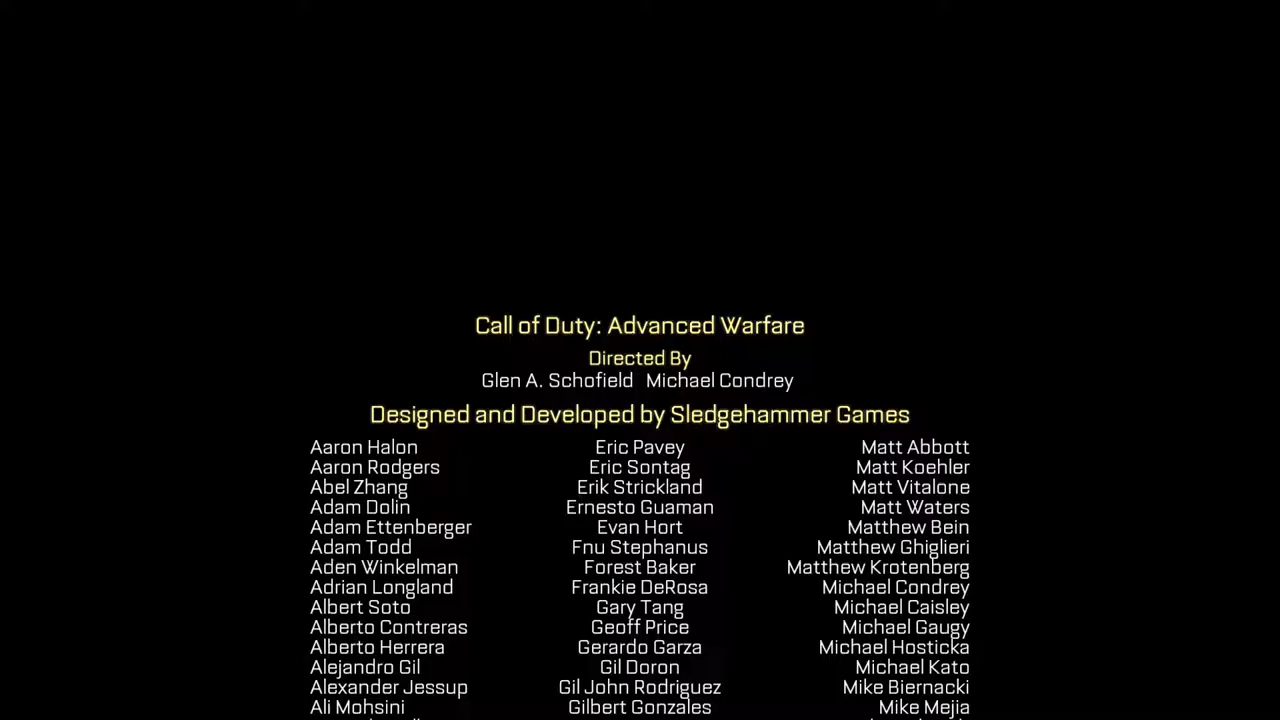 Call of Duty: Advanced Warfare
Directed By
Glen A. Schofield Michael Condrey
Designed and Developed by Sledgehammer Games
Aaron Halon Eric Pavey Matt Abbott
Aaron Rodgers Eric Sontag Matt Koehler
Abel Zhang Erik Strickland Matt Vitalone
Adam Dolin Ernesto Guaman Matt Waters
Adam Ettenberger Evan Hort Matthew Bein
Adam Todd Fnu Stephanus Matthew Ghiglieri
Aden Winkelman Forest Baker Matthew Krotenberg
Adrian Longland Frankie DeRosa Michael Condrey
Albert Soto Gary Tang Michael Caisley
Alberto Contreras Geoff Price Michael Gaugy
Alberto Herrera Gerardo Garza Michael Hosticka
Alejandro Gil Gil Doron Michael Kato
Alexander Jessup Gil John Rodriguez Mike Biernacki
Ali Mohsini Gilbert Gonzales Mike Mejia